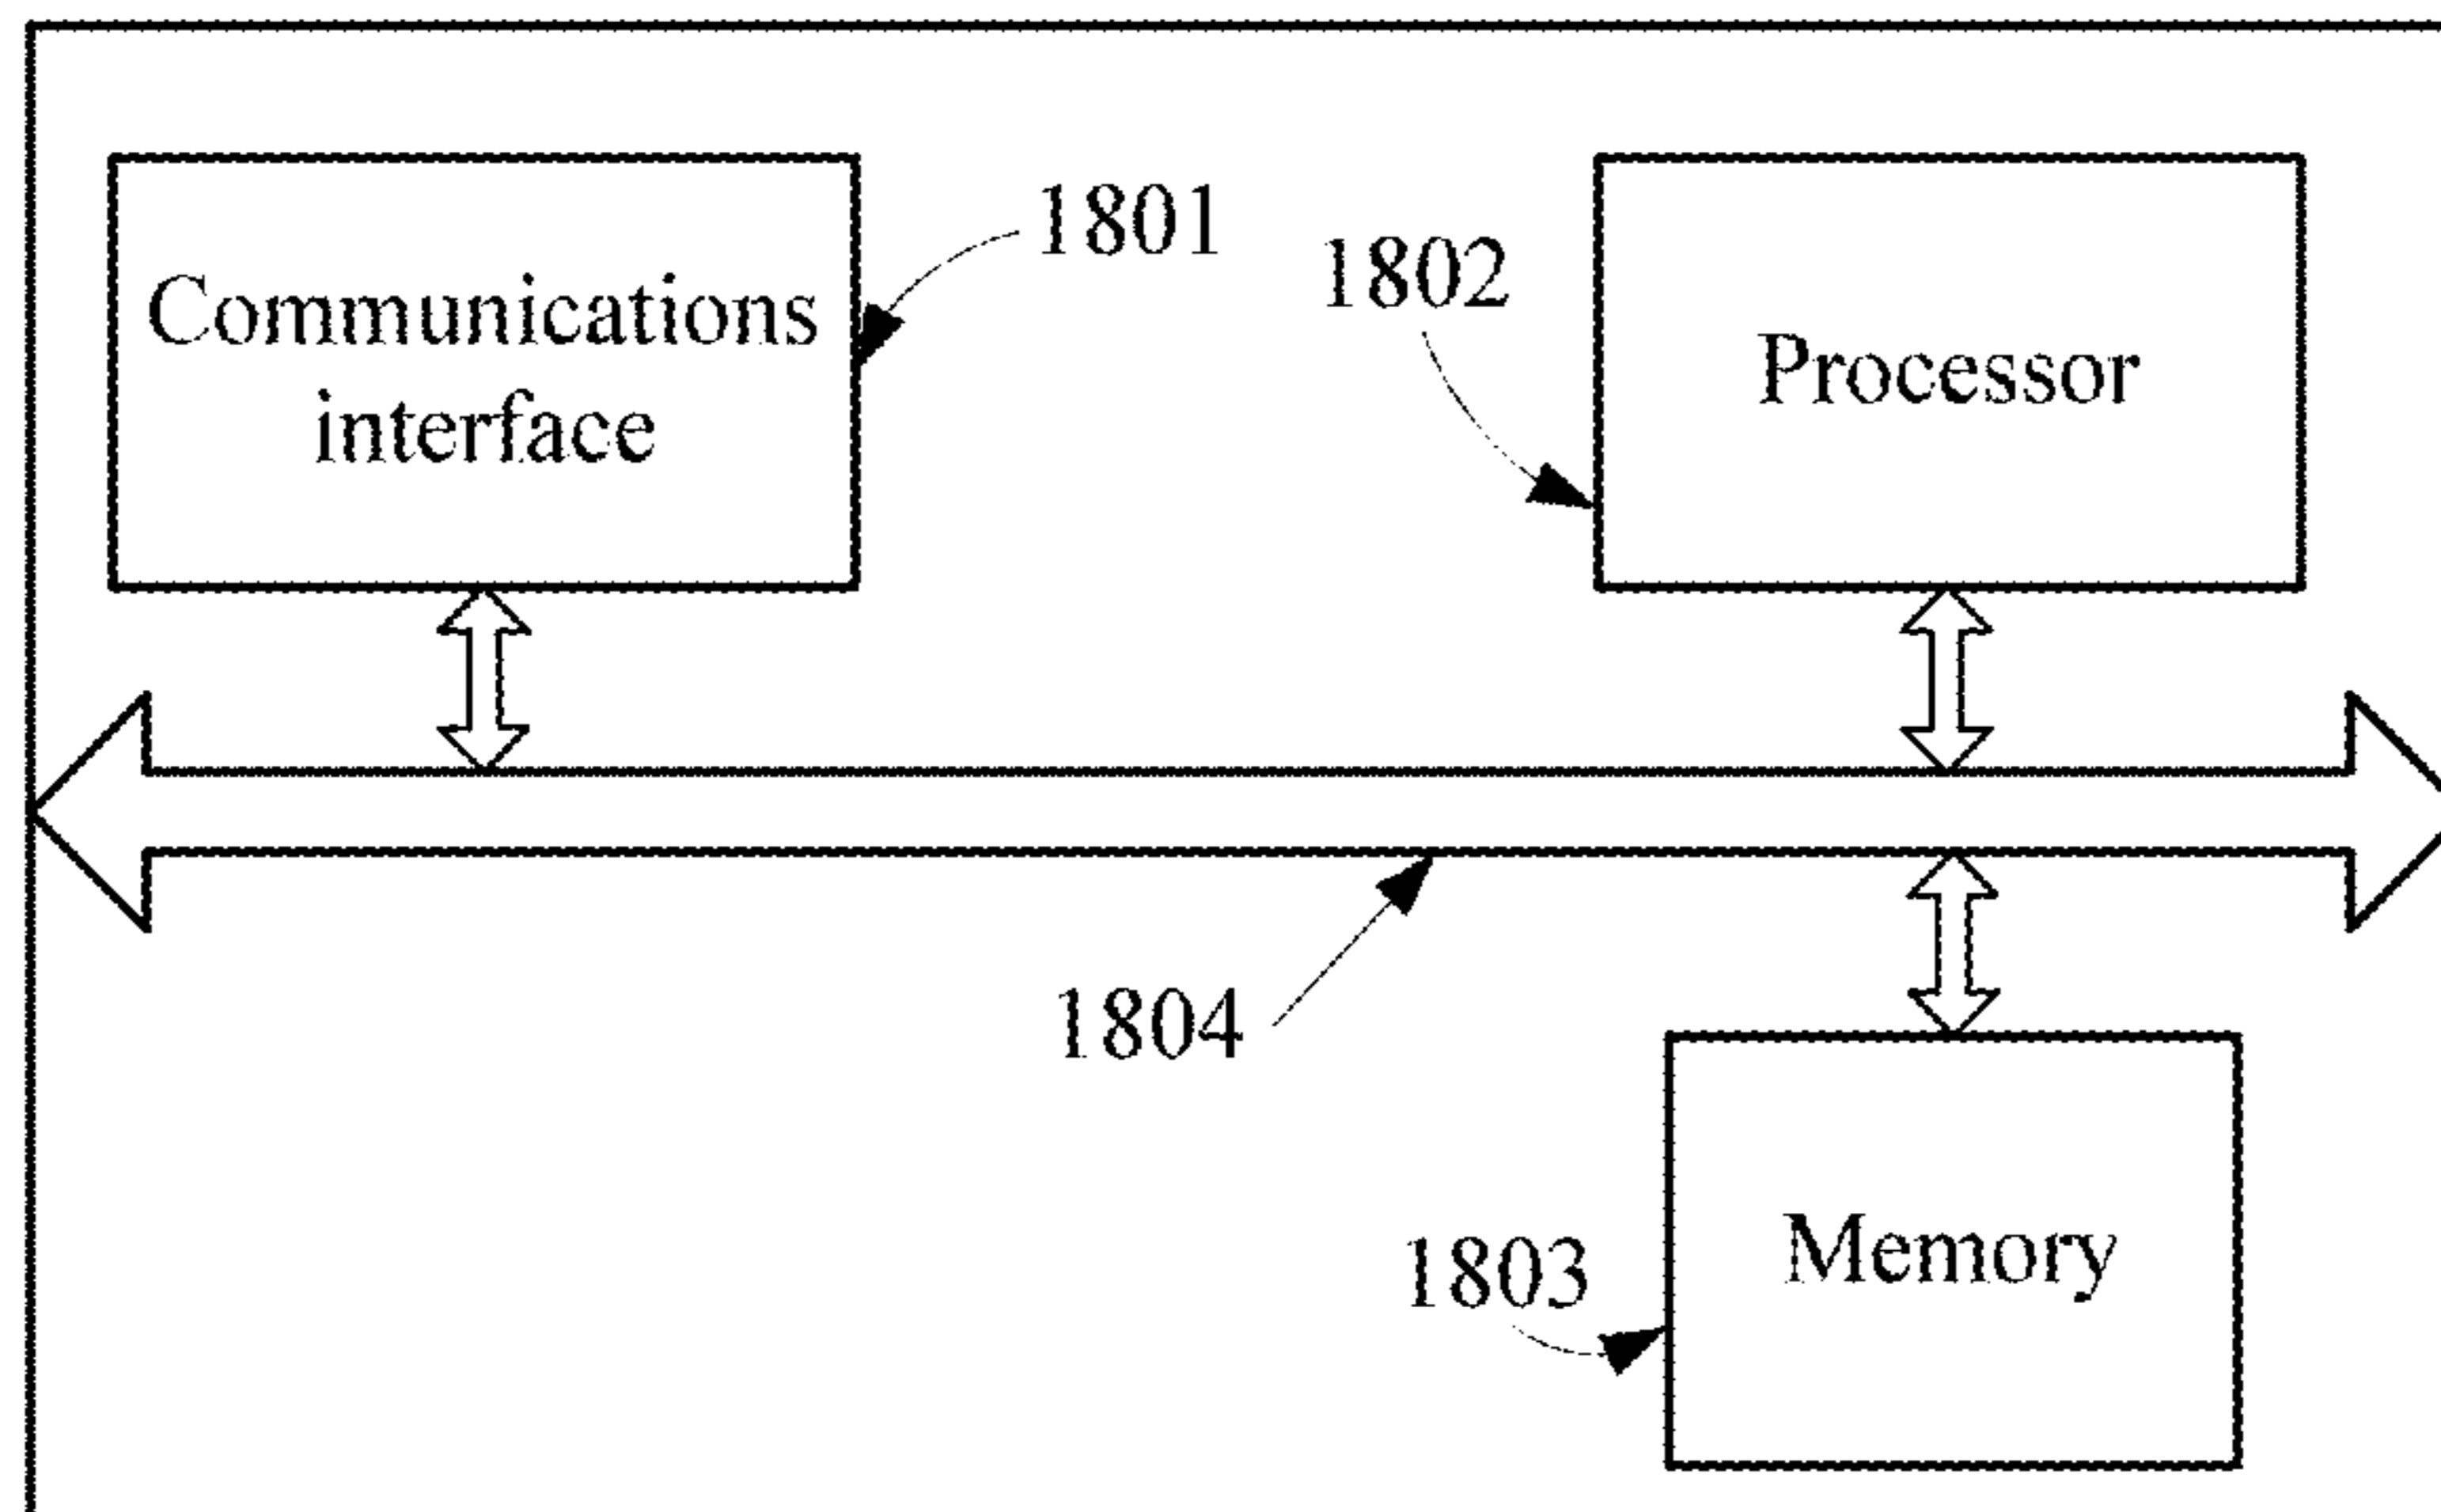 Communications
interface
1801
1802
Processor
1804
1803
Memory